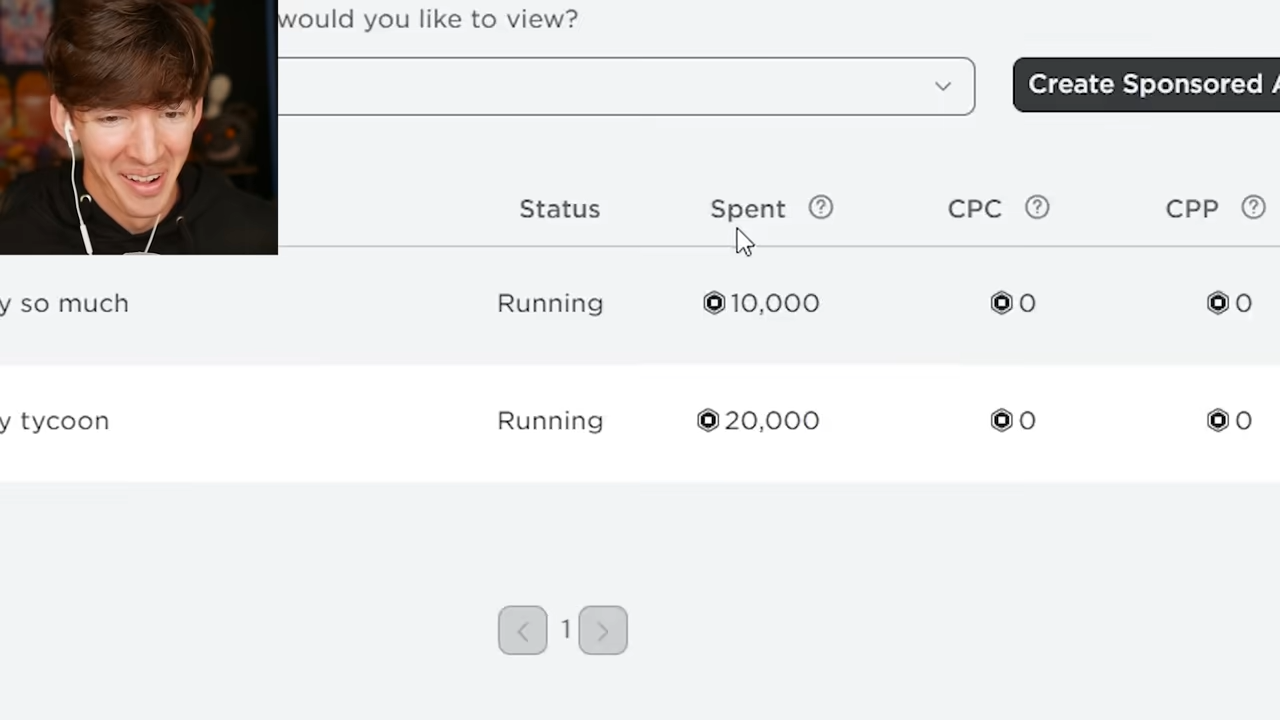 would you like to view?
Create Sponsored A
Status Spent CPC CPP
y so much Running 10,000 0 0
y tycoon Running 20,000 0 0
1